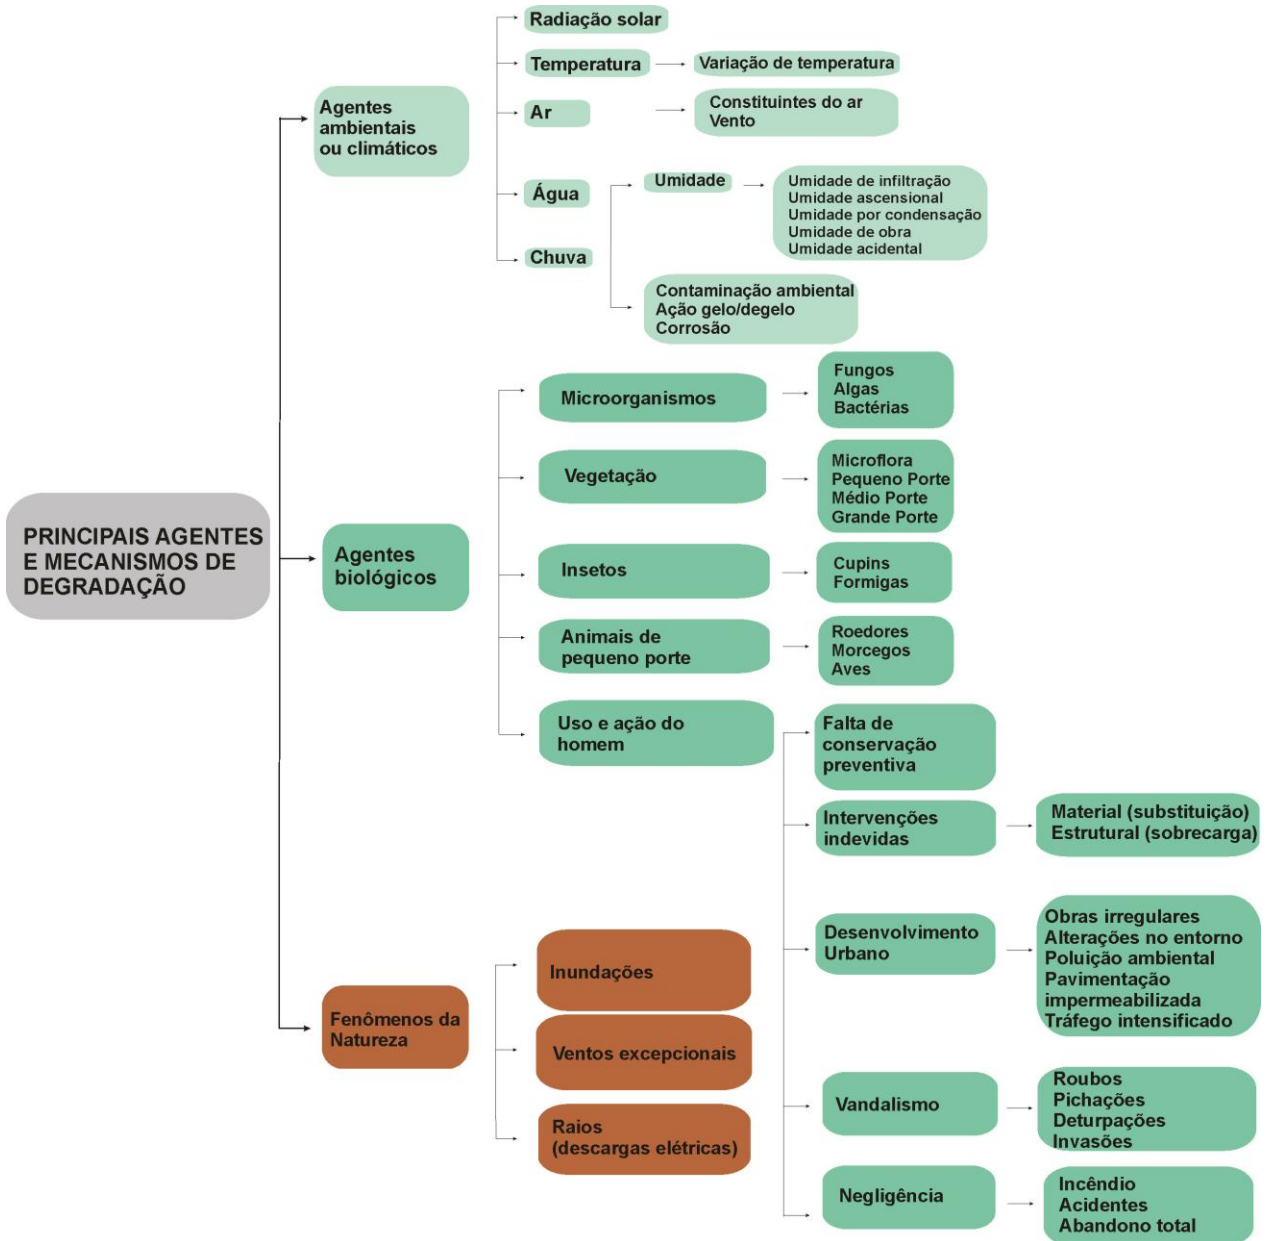 PRINCIPAIS AGENTES
E MECANISMOS DE
DEGRADAÇÃO
Agentes
ambientais
ou climáticos
Radiação solar
Temperatura
Variação de temperatura
Ar
Constituintes do ar
Vento
Água
Chuva
Umidade
Umidade de infiltração
Umidade ascensional
Umidade por condensação
Umidade de obra
Umidade acidental
Contaminação ambiental
Ação gelo/degelo
Corrosão
Agentes
biológicos
Microorganismos
Fungos
Algas
Bactérias
Vegetação
Microflora
Pequeno Porte
Médio Porte
Grande Porte
Insetos
Cupins
Formigas
Animais de
pequeno porte
Roedores
Morcegos
Aves
Uso e ação do
homem
Falta de
conservação
preventiva
Intervenções
indevidas
Material (substituição)
Estrutural (sobrecarga)
Desenvolvimento
Urbano
Obras irregulares
Alterações no entorno
Poluição ambiental
Pavimentação
impermeabilizada
Tráfego intensificado
Vandalismo
Roubos
Pichações
Deturpações
Invasões
Negligência
Incêndio
Acidentes
Abandono total
Fenômenos da
Natureza
Inundações
Ventos excepcionais
Raios
(descargas elétricas)